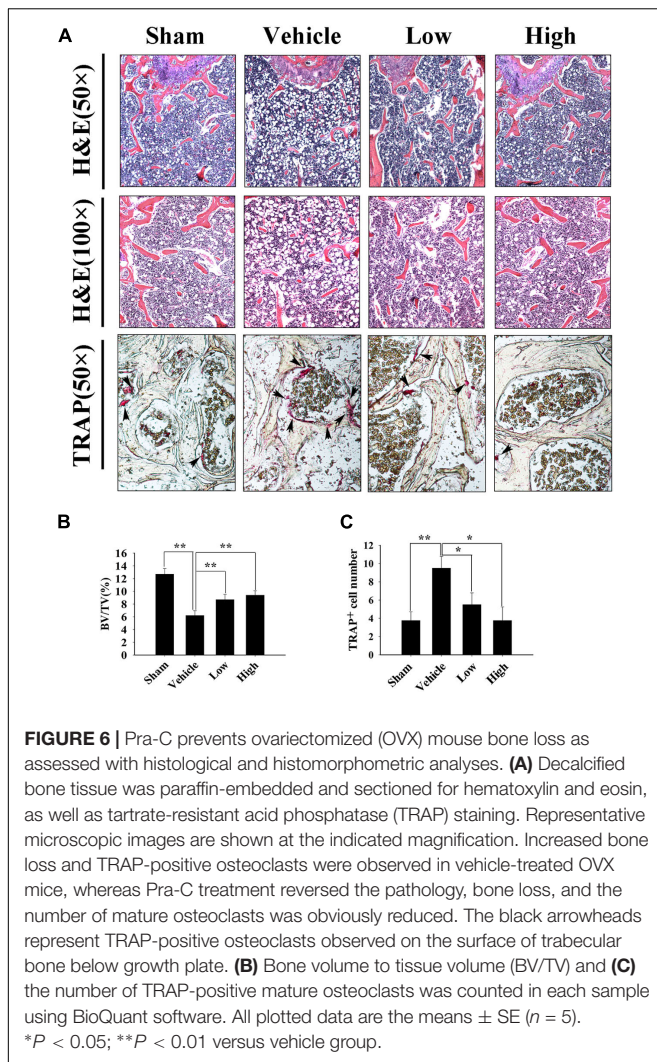 A
Sham Vehicle Low High
H&E(50×)
H&E(100×)
TRAP(50×)
B
**
**
**
16
14
12
10
8
6
4
2
0
BV/TV(%)
Sham
Vehicle
Low
High
C
**
*
*
12
10
8
6
4
2
0
TRAP⁺ cell number
Sham
Vehicle
Low
High
FIGURE 6 | Pra-C prevents ovariectomized (OVX) mouse bone loss as
assessed with histological and histomorphometric analyses. (A) Decalcified
bone tissue was paraffin-embedded and sectioned for hematoxylin and eosin,
as well as tartrate-resistant acid phosphatase (TRAP) staining. Representative
microscopic images are shown at the indicated magnification. Increased bone
loss and TRAP-positive osteoclasts were observed in vehicle-treated OVX
mice, whereas Pra-C treatment reversed the pathology, bone loss, and the
number of mature osteoclasts was obviously reduced. The black arrowheads
represent TRAP-positive osteoclasts observed on the surface of trabecular
bone below growth plate. (B) Bone volume to tissue volume (BV/TV) and (C)
the number of TRAP-positive mature osteoclasts was counted in each sample
using BioQuant software. All plotted data are the means ± SE (n = 5).
*P < 0.05; **P < 0.01 versus vehicle group.